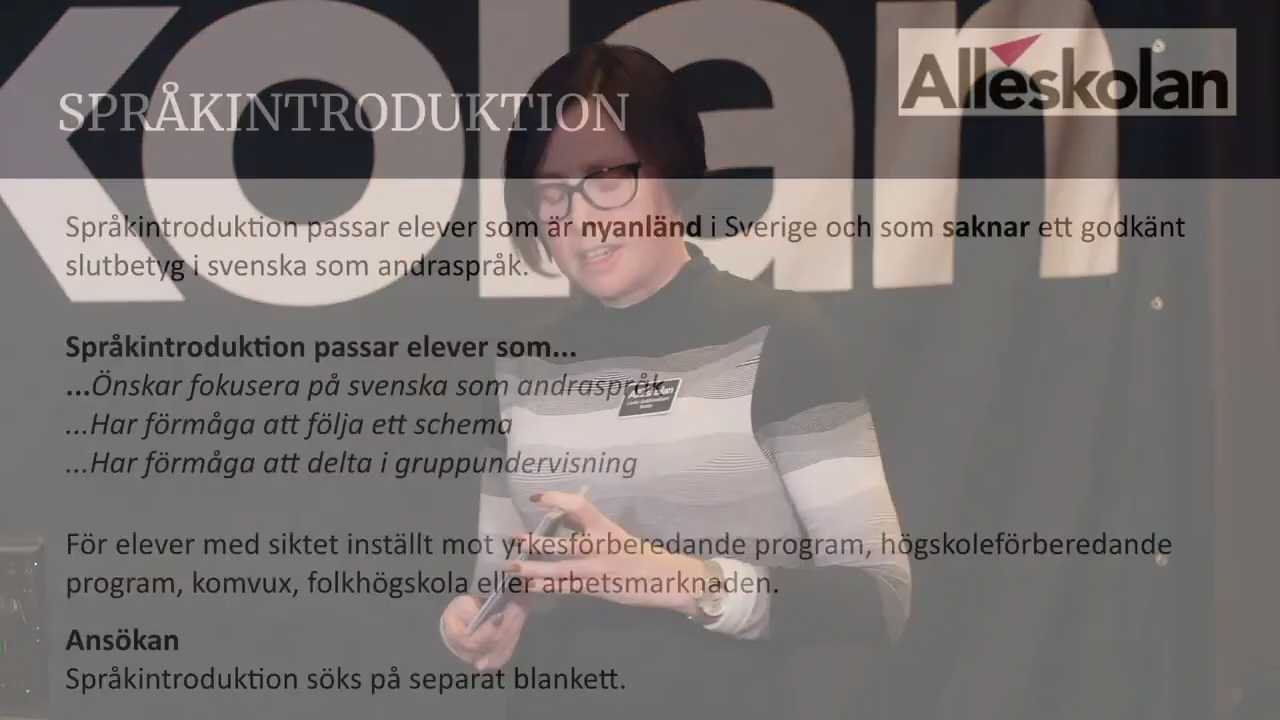 kolan
Alléskolan
SPRÅKINTRODUKTION
Språkintroduktion passar elever som är nyanländ i Sverige och som saknar ett godkänt
slutbetyg i svenska som andraspråk.
Språkintroduktion passar elever som...
...Önskar fokusera på svenska som andraspråk
...Har förmåga att följa ett schema
...Har förmåga att delta i gruppundervisning
För elever med siktet inställt mot yrkesförberedande program, högskoleförberedande
program, komvux, folkhögskola eller arbetsmarknaden.
Ansökan
Språkintroduktion söks på separat blankett.